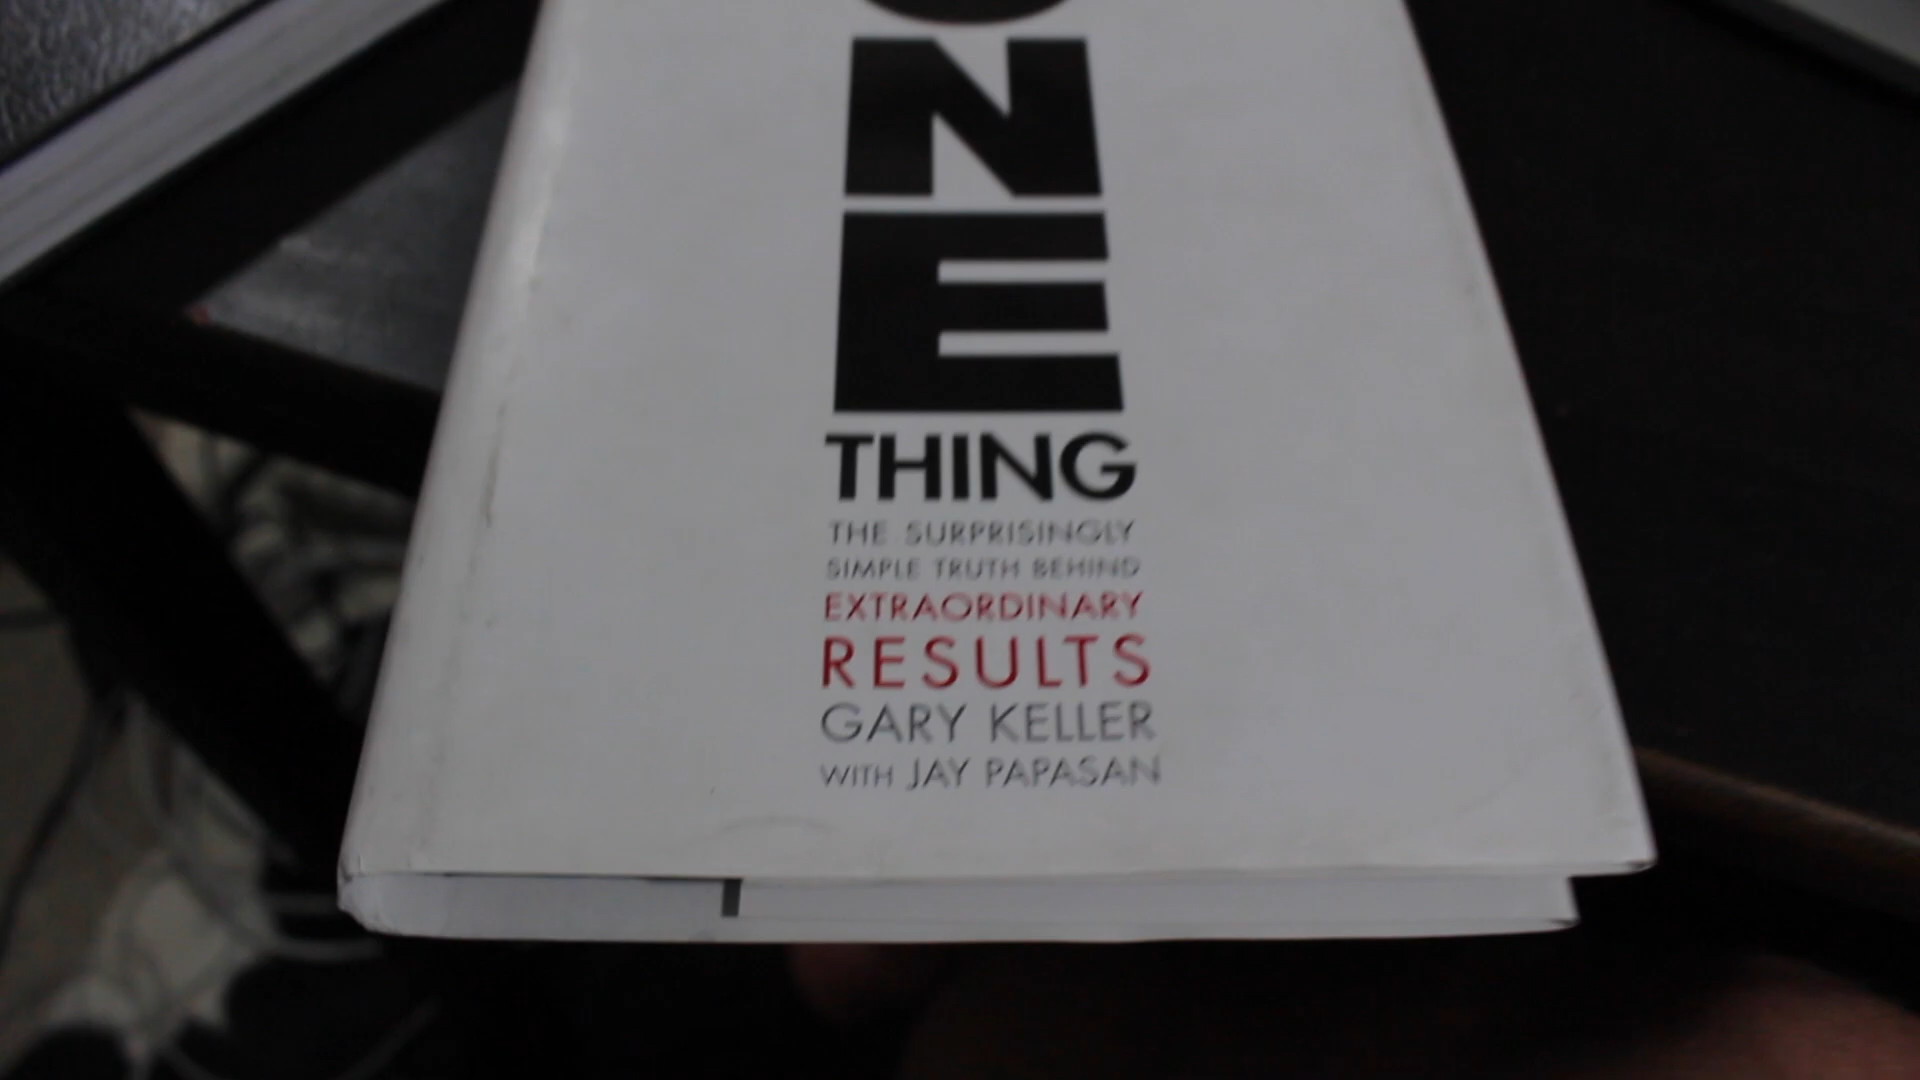 NE
THING
THE SURPRISINGLY
SIMPLE TRUTH BEHIND
EXTRAORDINARY
RESULTS
GARY KELLER
WITH JAY PAPASAN